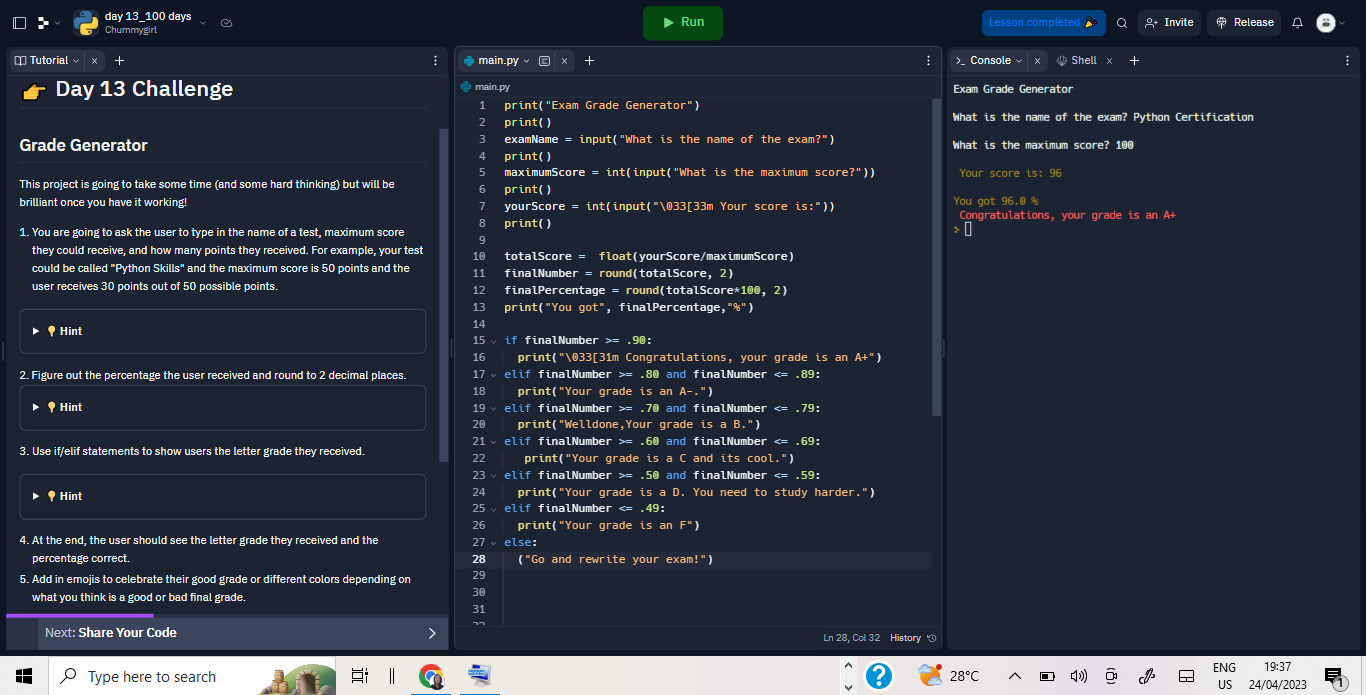 day 13_100 days
Chummygirl
Run
Lesson completed 🎉
Invite
Release
Tutorial
👉 Day 13 Challenge
Grade Generator
This project is going to take some time (and some hard thinking) but will be
brilliant once you have it working!
1. You are going to ask the user to type in the name of a test, maximum score
they could receive, and how many points they received. For example, your test
could be called "Python Skills" and the maximum score is 50 points and the
user receives 30 points out of 50 possible points.
💡 Hint
2. Figure out the percentage the user received and round to 2 decimal places.
💡 Hint
3. Use if/elif statements to show users the letter grade they received.
💡 Hint
4. At the end, the user should see the letter grade they received and the
percentage correct.
5. Add in emojis to celebrate their good grade or different colors depending on
what you think is a good or bad final grade.
Next: Share Your Code
main.py
main.py
1 print("Exam Grade Generator")
2 print()
3 examName = input("What is the name of the exam?")
4 print()
5 maximumScore = int(input("What is the maximum score?"))
6 print()
7 yourScore = int(input("\033[33m Your score is:"))
8 print()
9
10 totalScore =  float(yourScore/maximumScore)
11 finalNumber = round(totalScore, 2)
12 finalPercentage = round(totalScore*100, 2)
13 print("You got", finalPercentage,"%")
14
15 if finalNumber >= .90:
16   print("\033[31m Congratulations, your grade is an A+")
17 elif finalNumber >= .80 and finalNumber <= .89:
18   print("Your grade is an A-.")
19 elif finalNumber >= .70 and finalNumber <= .79:
20   print("Welldone,Your grade is a B.")
21 elif finalNumber >= .60 and finalNumber <= .69:
22    print("Your grade is a C and its cool.")
23 elif finalNumber >= .50 and finalNumber <= .59:
24   print("Your grade is a D. You need to study harder.")
25 elif finalNumber <= .49:
26   print("Your grade is an F")
27 else:
28   ("Go and rewrite your exam!")
29
30
31
Ln 28, Col 32 History
Console
Shell
Exam Grade Generator
What is the name of the exam? Python Certification
What is the maximum score? 100
Your score is: 96
You got 96.0 %
Congratulations, your grade is an A+
>
Type here to search
28°C
ENG
US
19:37
24/04/2023
1